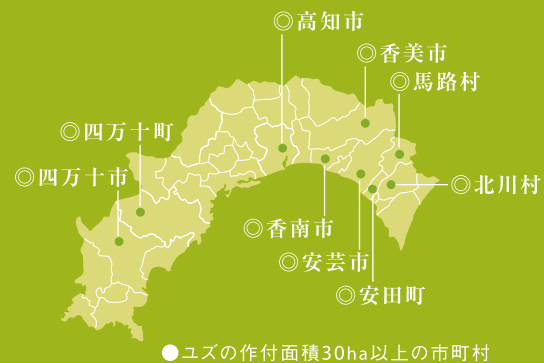 ◎高知市
◎香美市
◎馬路村
◎四万十町
◎四万十市
◎北川村
◎香南市
◎安芸市
◎安田町
●ユズの作付面積30ha以上の市町村